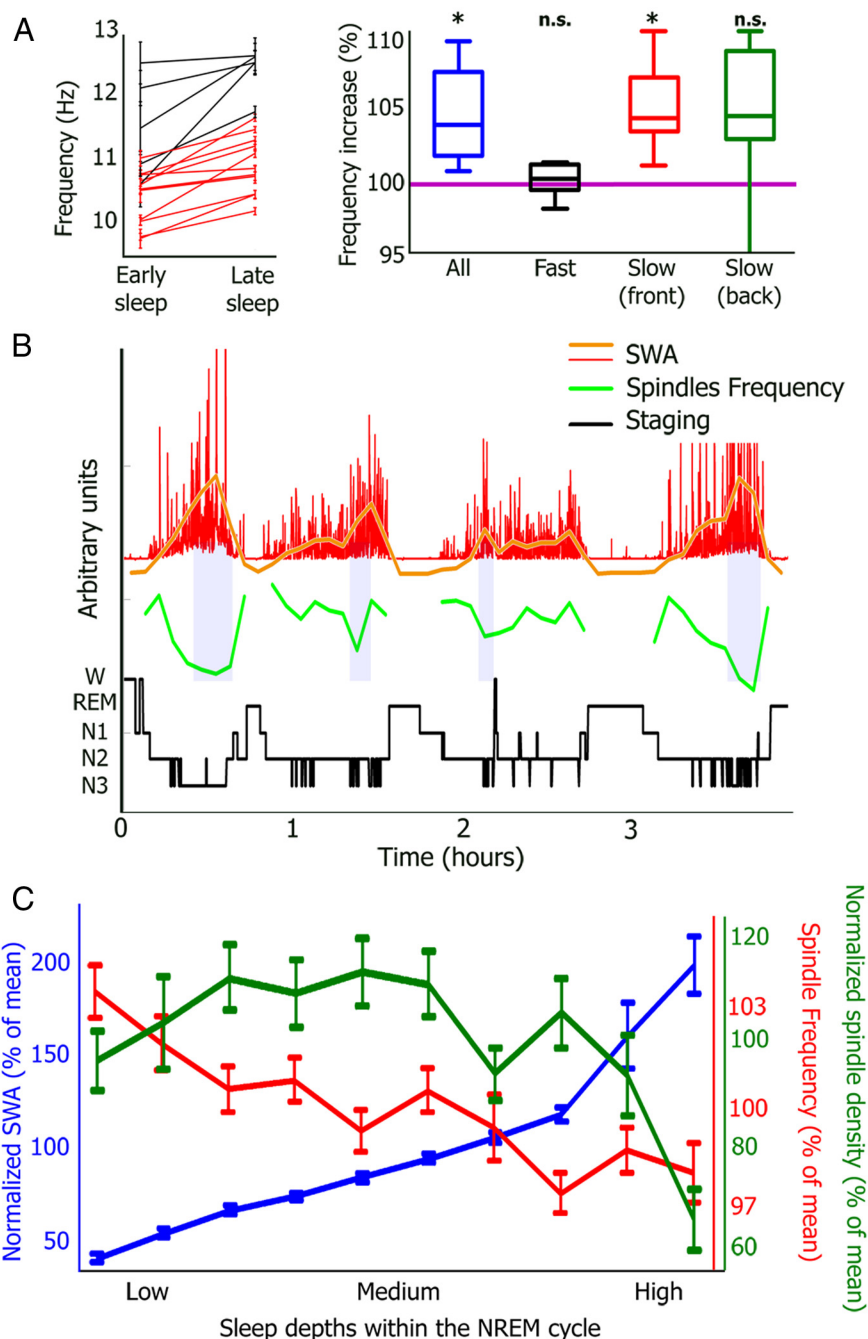 A
Frequency (Hz)
13
12
11
10
Early
sleep
Late
sleep
Frequency increase (%)
110
105
100
95
*
n.s.
*
n.s.
All
Fast
Slow
(front)
Slow
(back)
B
Arbitrary units
SWA
Spindles Frequency
Staging
W
REM
N1
N2
N3
0
1
2
3
Time (hours)
C
Normalized SWA (% of mean)
200
150
100
50
103
100
97
Spindle Frequency (% of mean)
120
100
80
60
Normalized spindle density (% of mean)
Low
Medium
High
Sleep depths within the NREM cycle